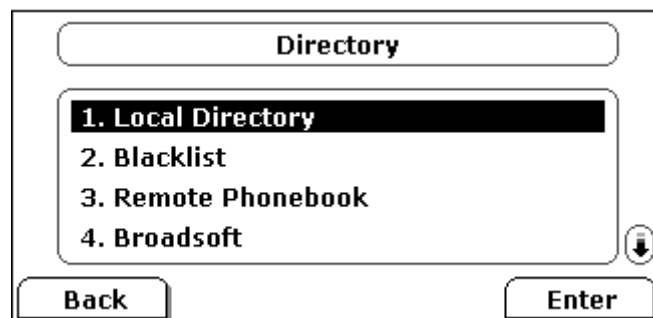 Directory
1. Local Directory
2. Blacklist
3. Remote Phonebook
4. Broadsoft
Back Enter